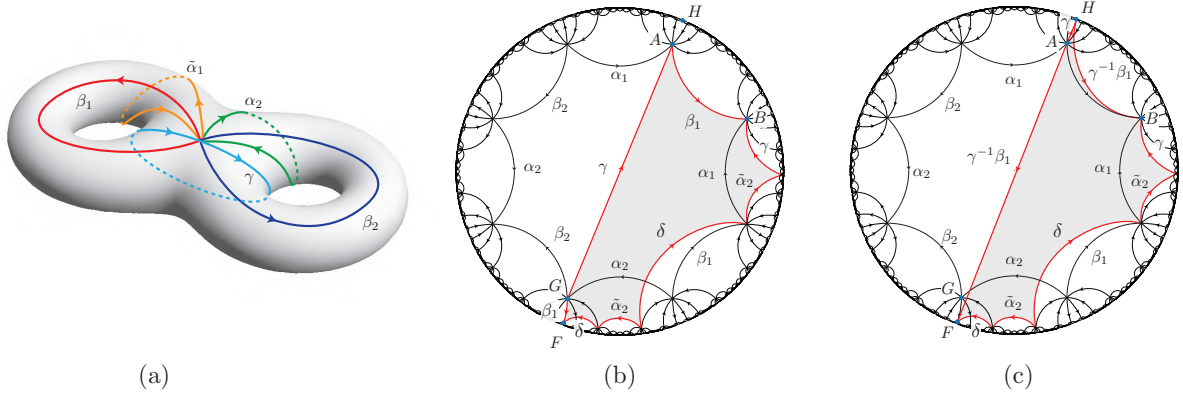 β₁
α̃₁
α₂
γ
β₂
(a)
H
A
α₁
β₂
β₁
B
γ
γ
α₂
α₁
α̃₂
β₂
δ
β₁
α₂
G
β₁
α̃₂
δ
F
(b)
H
γ
A
α₁
γ⁻¹β₁
β₂
B
γ
γ⁻¹β₁
α₂
α₁
α̃₂
β₂
δ
β₁
α₂
G
α̃₂
F
δ
(c)